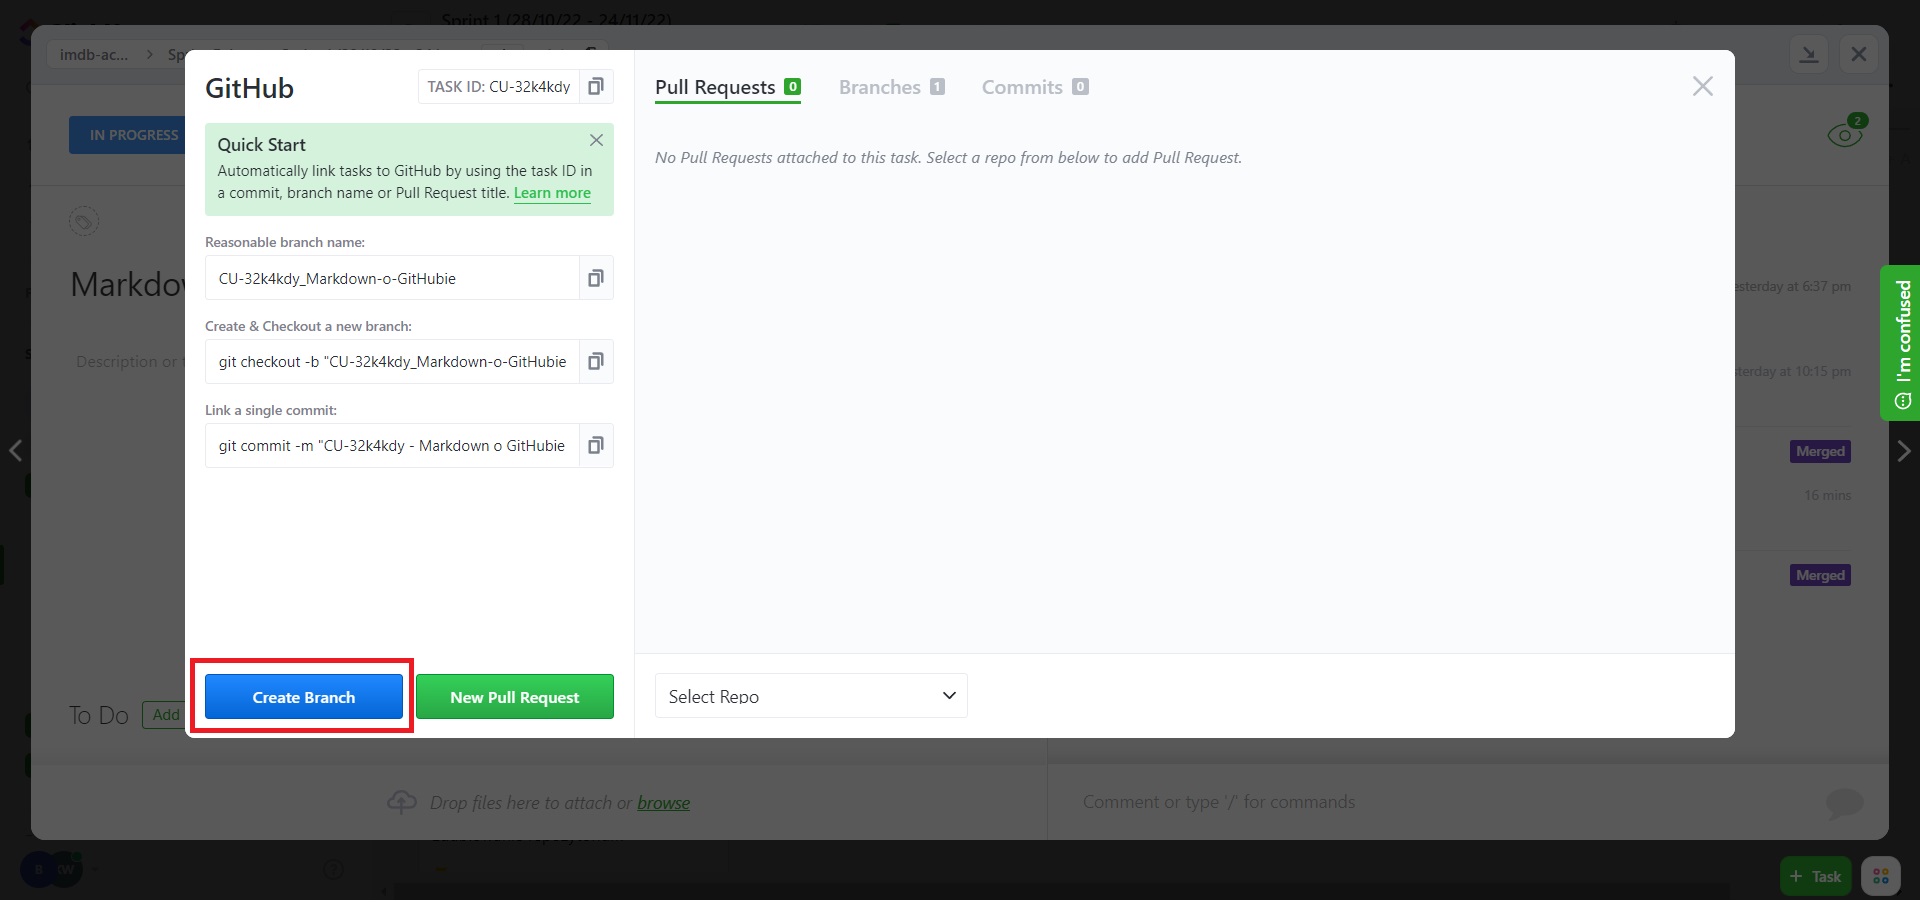 Sprint 1 (28/10/22 - 24/11/22)
imdb-ac...
GitHub
TASK ID: CU-32k4kdy
Pull Requests 0
Branches 1
Commits 0
Quick Start
Automatically link tasks to GitHub by using the task ID in
a commit, branch name or Pull Request title. Learn more
No Pull Requests attached to this task. Select a repo from below to add Pull Request.
IN PROGRESS
2
Reasonable branch name:
CU-32k4kdy_Markdown-o-GitHubie
Create & Checkout a new branch:
git checkout -b "CU-32k4kdy_Markdown-o-GitHubie
Link a single commit:
git commit -m "CU-32k4kdy - Markdown o GitHubie
Description or
at 6:37 pm
at 10:15 pm
I'm confused
Merged
16 mins
Merged
Create Branch
New Pull Request
Select Repo
To Do
Add
Drop files here to attach or browse
Comment or type '/' for commands
+ Task